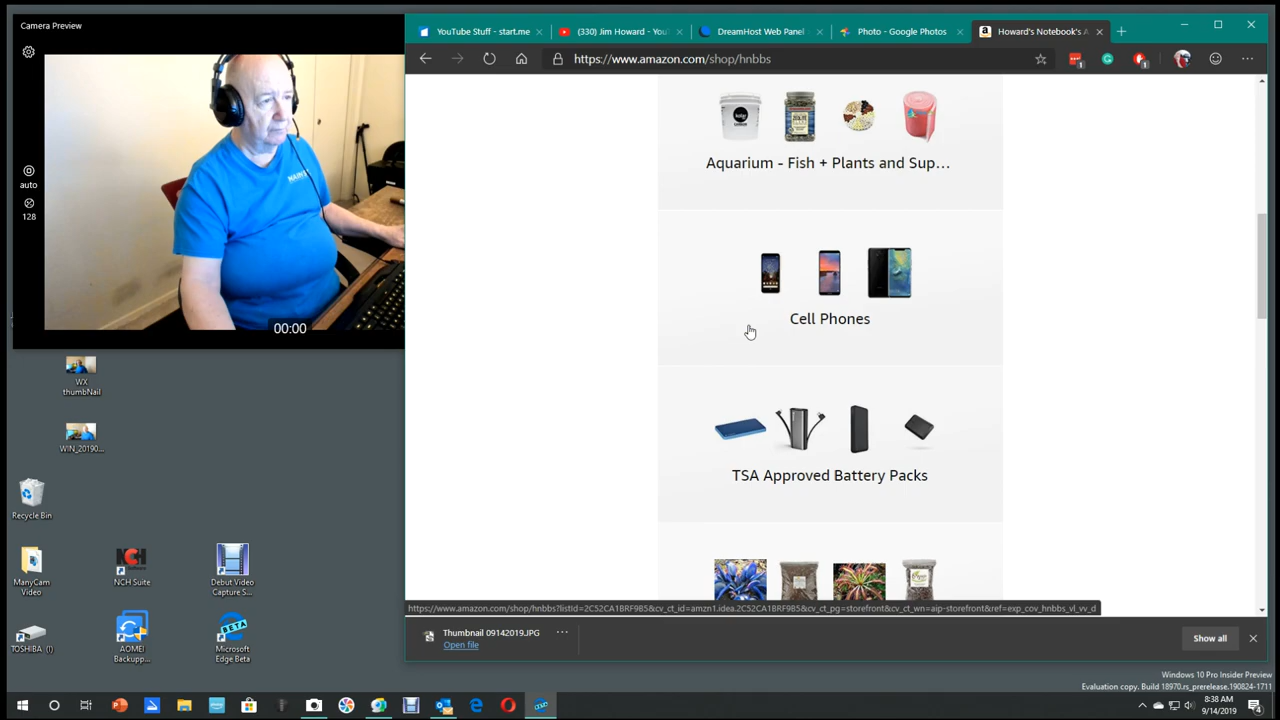 Camera Preview
auto
128
00:00
YouTube Stuff - start.me
(330) Jim Howard - You
DreamHost Web Panel
Photo - Google Photos
Howard's Notebook's A
https://www.amazon.com/shop/hnbbs
Aquarium - Fish + Plants and Sup...
Cell Phones
TSA Approved Battery Packs
https://www.amazon.com/shop/hnbbs?listId=2C52CA1BRF9B5&cv_ct_id=amzn1.idea.2C52CA1BRF9B5&cv_ct_pg=storefront&cv_ct_wn=aip-storefront&ref=exp_cov_hnbbs_vl_vv_d
Thumbnail 09142019.JPG
Open file
Show all
WX
thumbNail
WIN_20190...
Recycle Bin
ManyCam
Video
NCH
NCH Suite
Debut Video
Capture S...
TOSHIBA (I)
AOMEI
Backupp...
BETA
Microsoft
Edge Beta
Windows 10 Pro Insider Preview
Evaluation copy. Build 18970.rs_prerelease.190824-1711
8:38 AM
9/14/2019